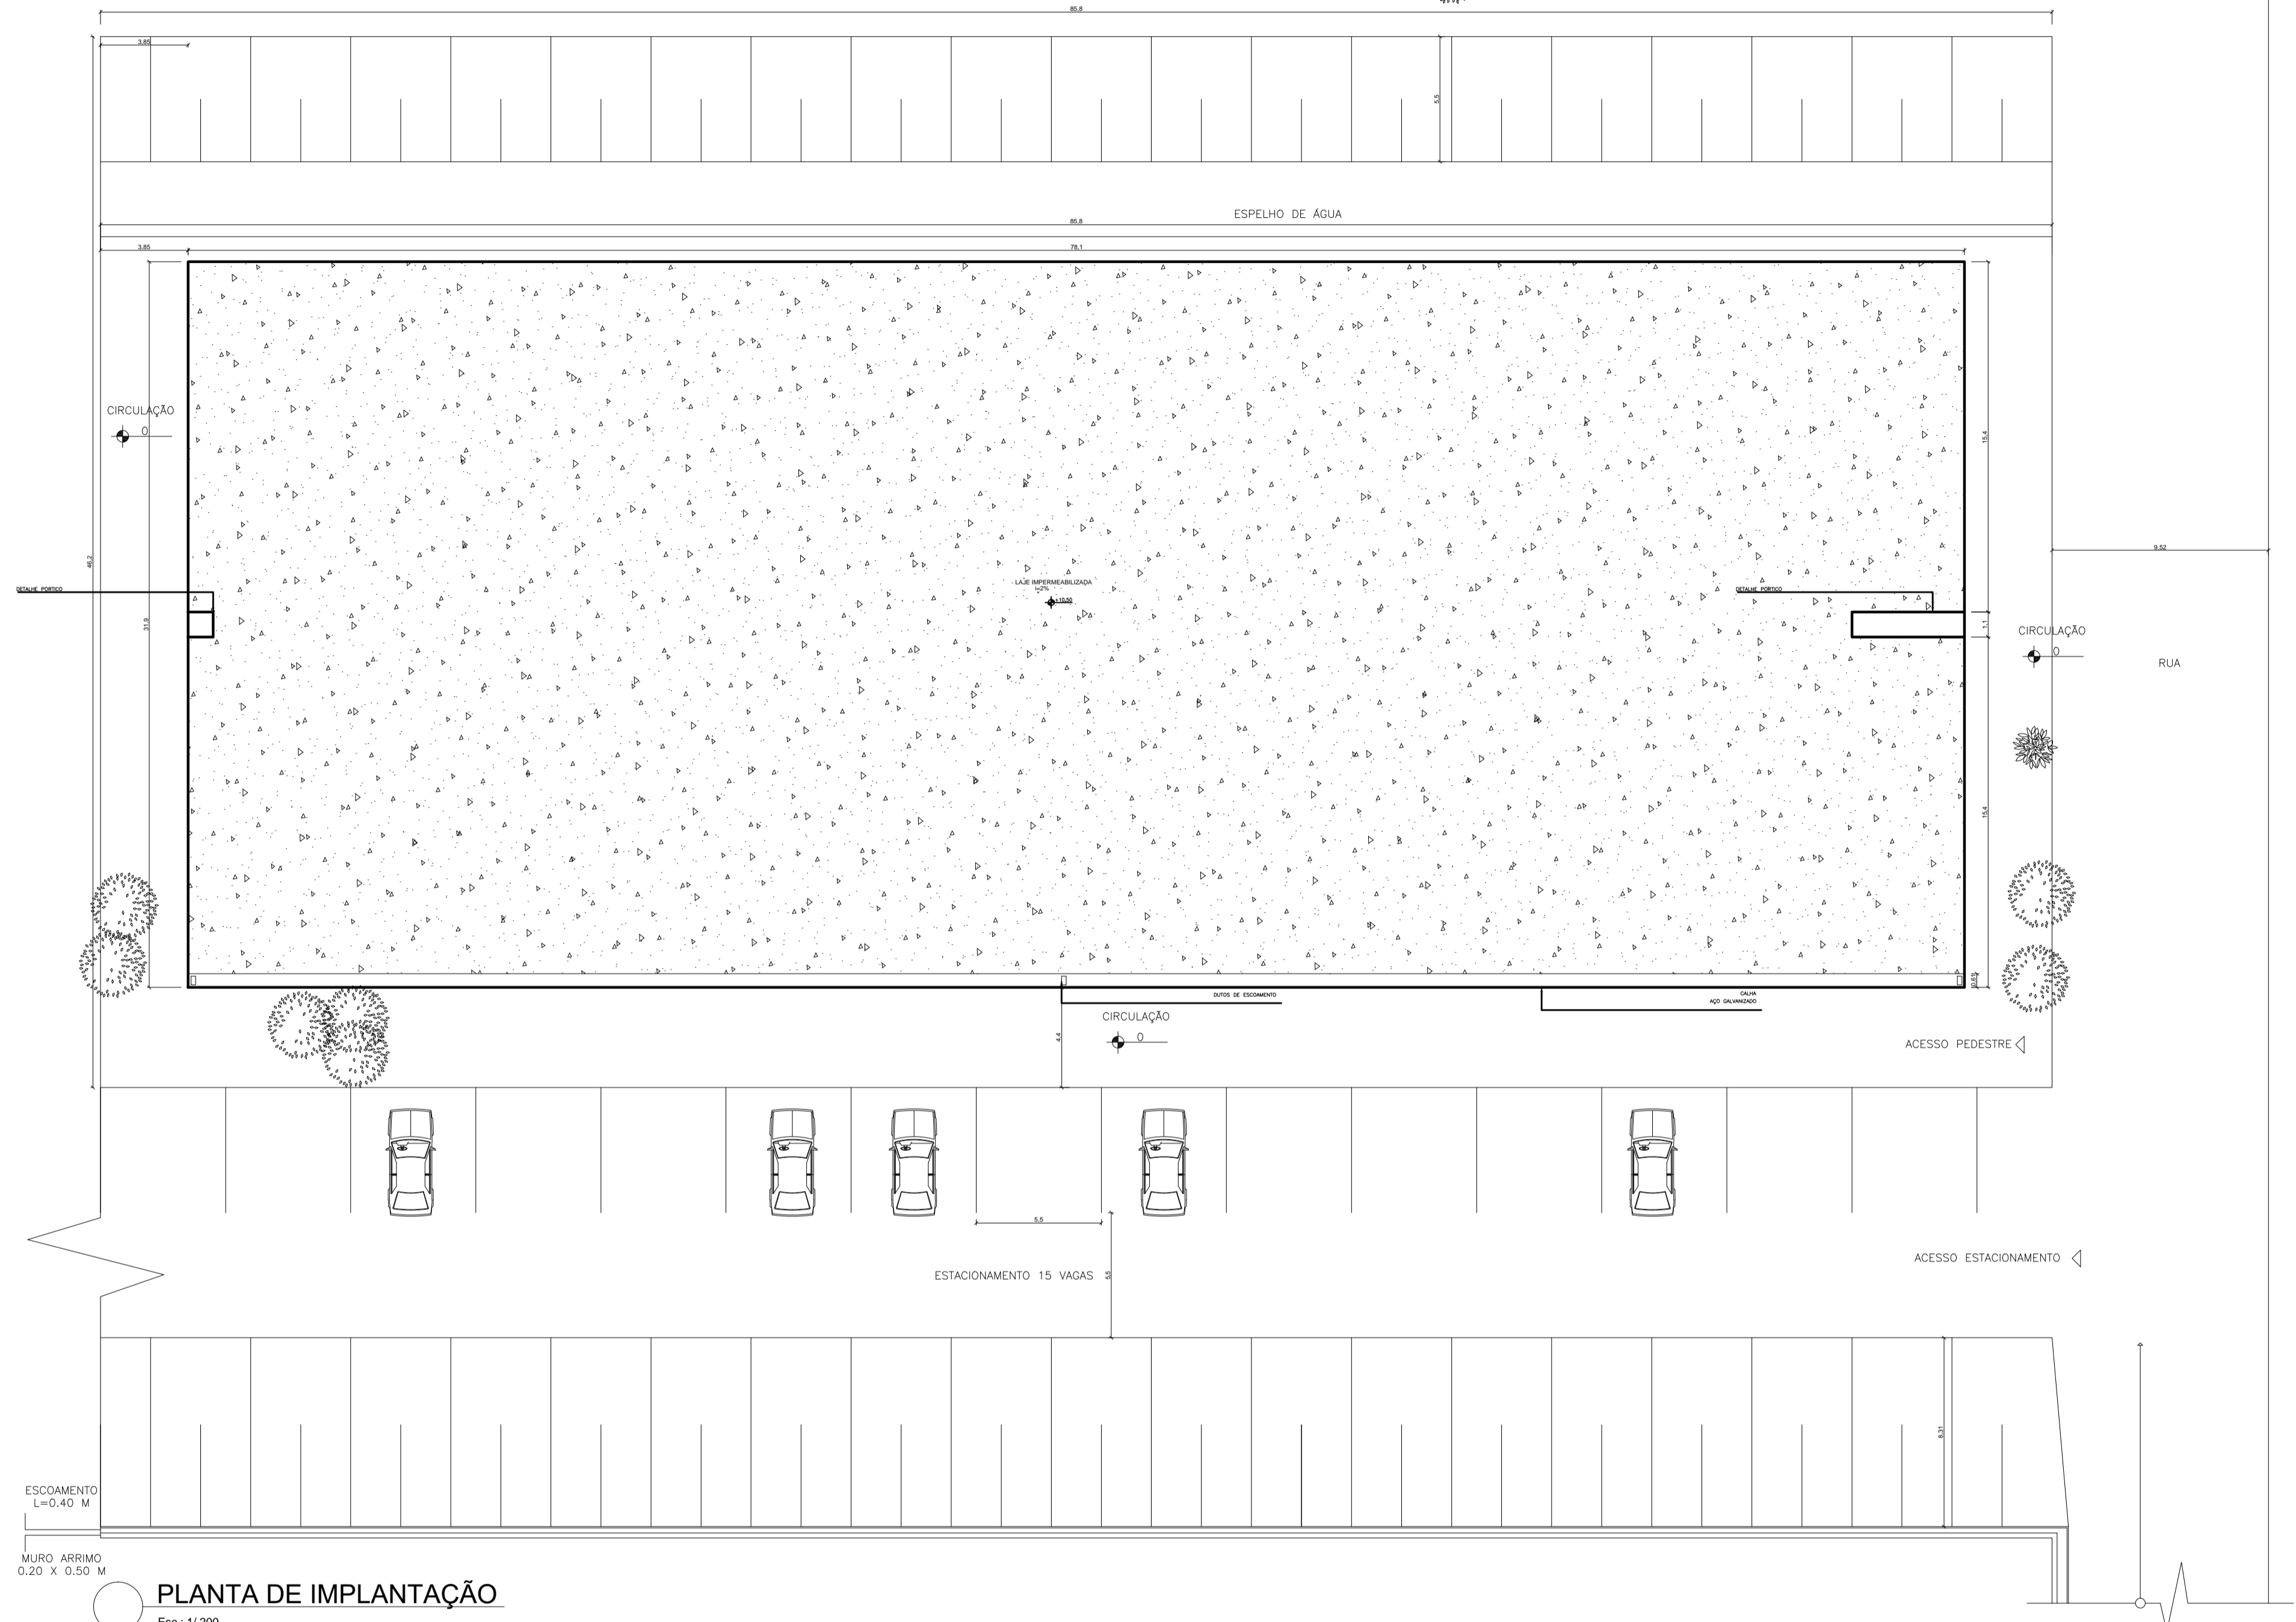 85,8
3,85
5,5
ESPELHO DE ÁGUA
85,8
3,85
78,1
CIRCULAÇÃO
0
15,4
46,2
9,52
LAJE IMPERMEABILIZADA
i=2%
+10,50
DETALHE PORTICO
DETALHE PORTICO
31,9
1,1
CIRCULAÇÃO
0
RUA
15,4
DUTOS DE ESCOAMENTO
CALHA
AÇO GALVANIZADO
CIRCULAÇÃO
0
4,4
ACESSO PEDESTRE
5,5
ESTACIONAMENTO 15 VAGAS
5,5
ACESSO ESTACIONAMENTO
8,31
ESCOAMENTO
L=0.40 M
MURO ARRIMO
0.20 X 0.50 M
PLANTA DE IMPLANTAÇÃO